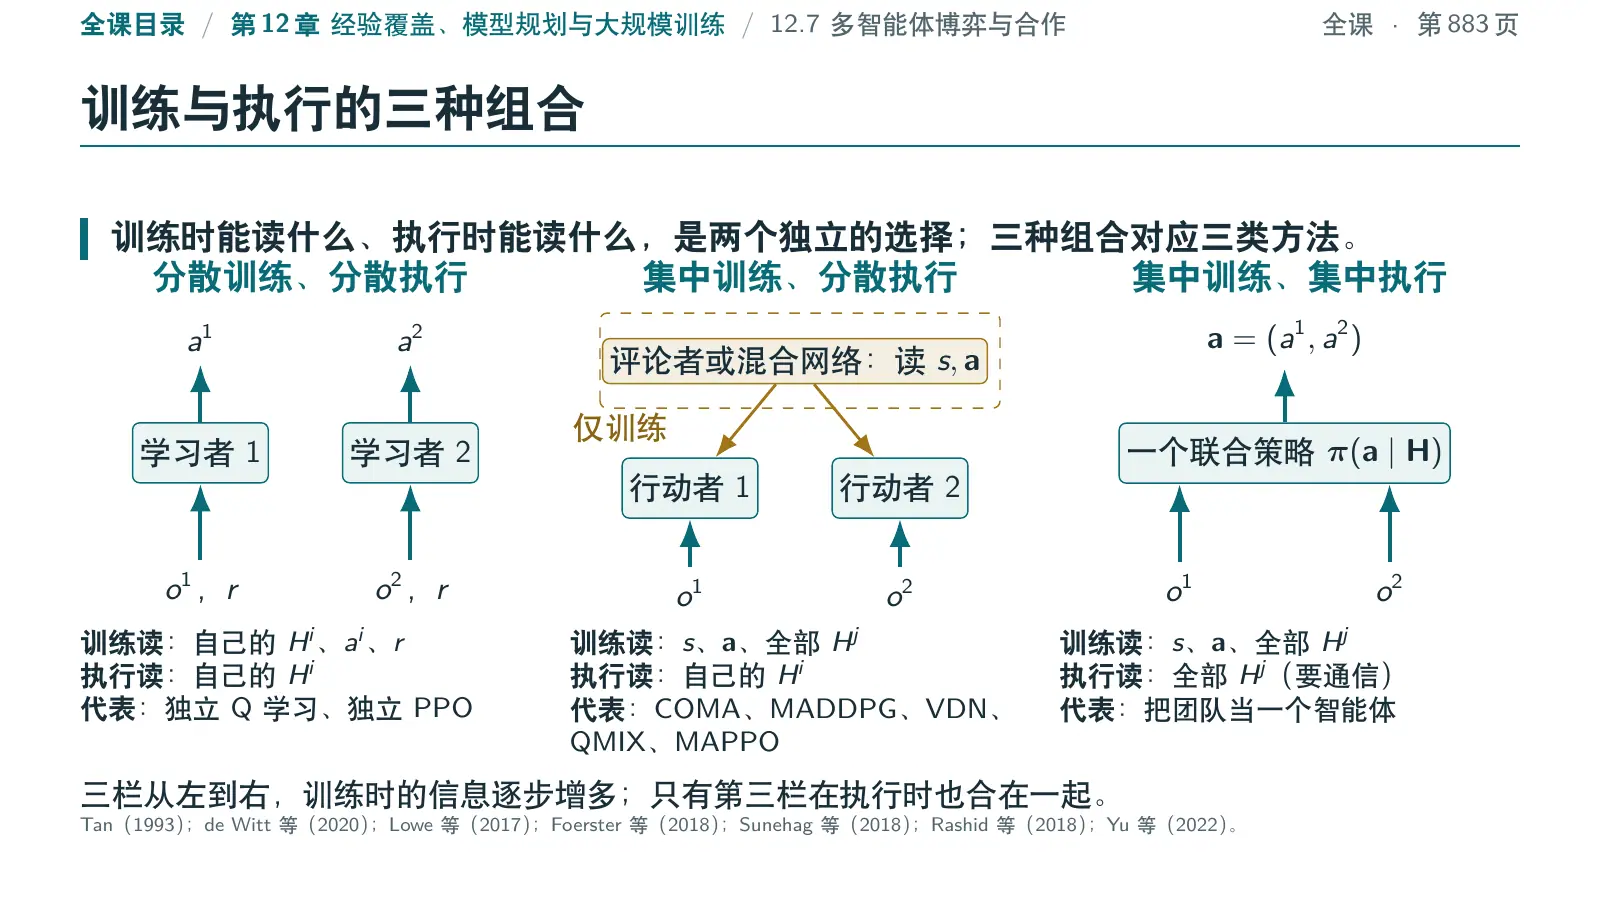 全课目录 / 第 12 章 经验覆盖、模型规划与大规模训练 / 12.7 多智能体博弈与合作
全课 · 第 883 页
训练与执行的三种组合
训练时能读什么、执行时能读什么，是两个独立的选择；三种组合对应三类方法。
分散训练、分散执行
a¹ a²
学习者 1 学习者 2
o¹, r o², r
训练读：自己的 Hⁱ、aⁱ、r
执行读：自己的 Hⁱ
代表：独立 Q 学习、独立 PPO
集中训练、分散执行
评论者或混合网络：读 s, a
仅训练
行动者 1 行动者 2
o¹ o²
训练读：s、a、全部 Hʲ
执行读：自己的 Hⁱ
代表：COMA、MADDPG、VDN、
QMIX、MAPPO
集中训练、集中执行
a = (a¹, a²)
一个联合策略 π(a | H)
o¹ o²
训练读：s、a、全部 Hʲ
执行读：全部 Hʲ（要通信）
代表：把团队当一个智能体
三栏从左到右，训练时的信息逐步增多；只有第三栏在执行时也合在一起。
Tan（1993）；de Witt 等（2020）；Lowe 等（2017）；Foerster 等（2018）；Sunehag 等（2018）；Rashid 等（2018）；Yu 等（2022）。